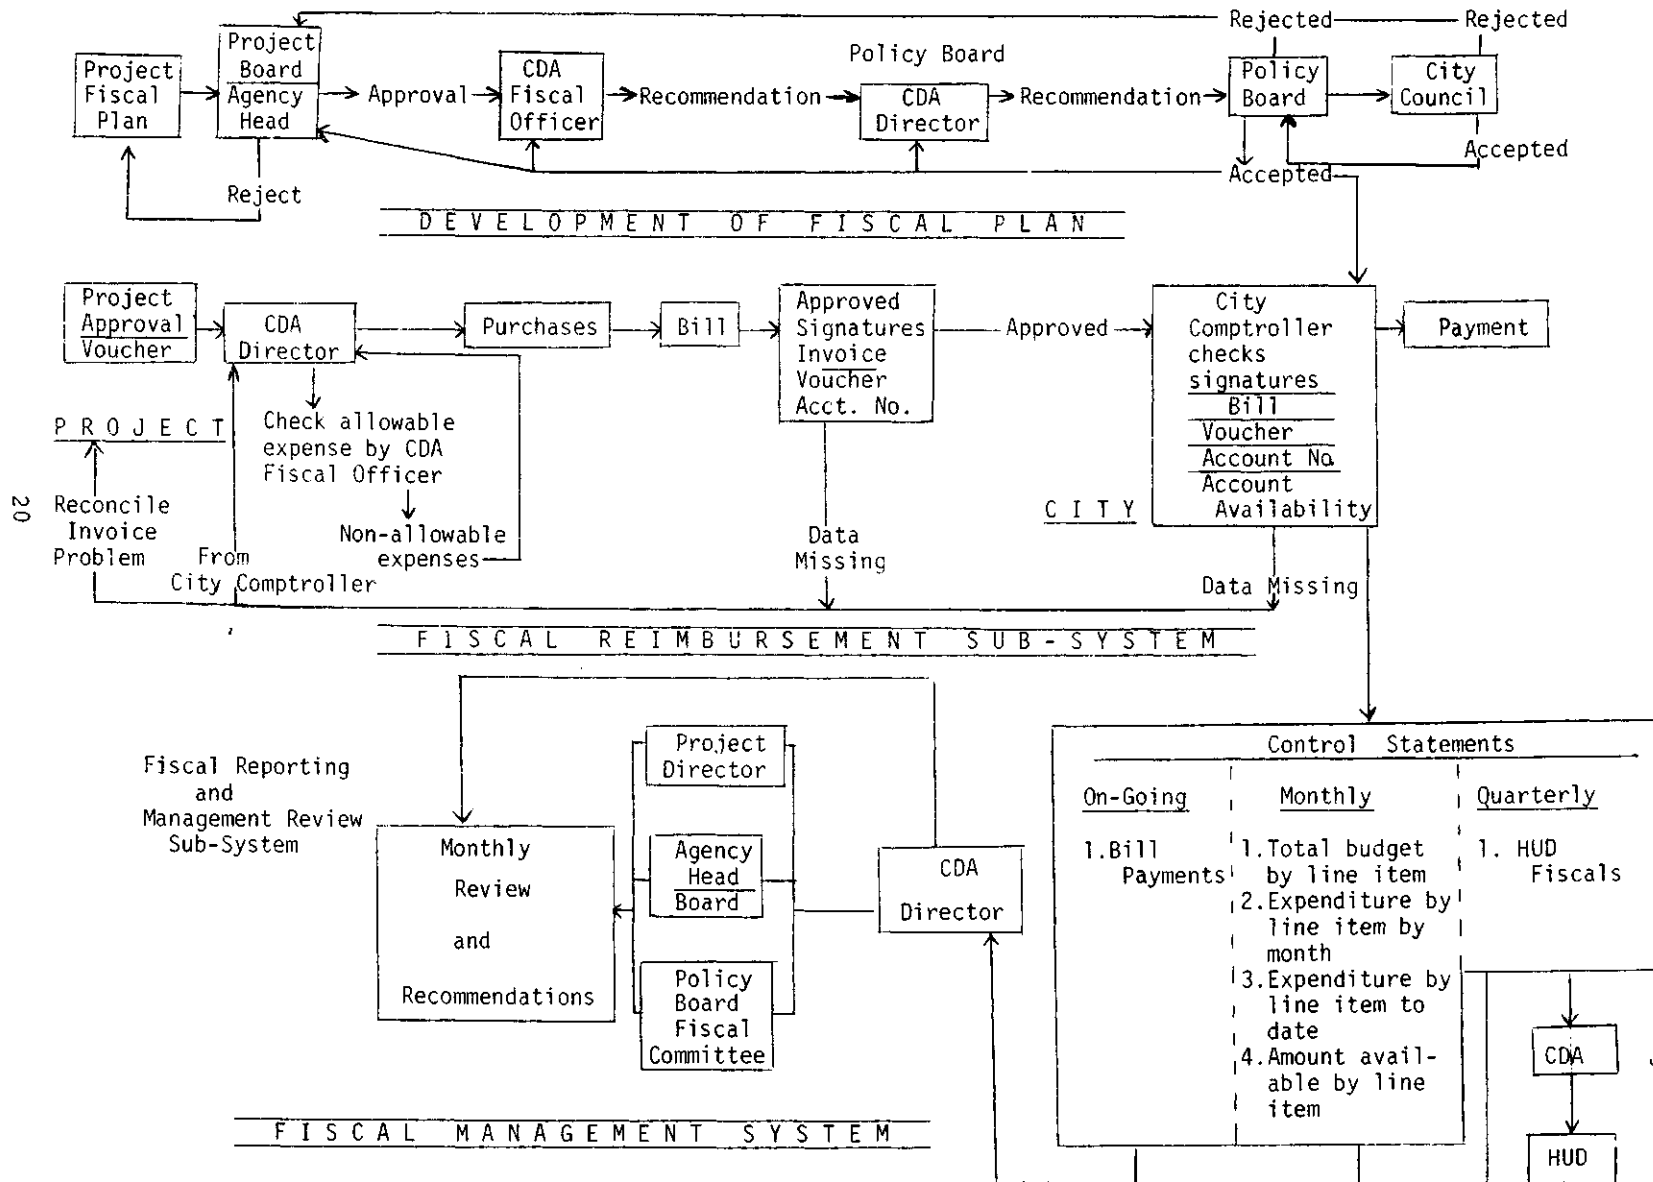 Rejected Rejected
Project
Board
Agency
Head
Project
Fiscal
Plan
Approval
CDA
Fiscal
Officer
Recommendation
Policy Board
CDA
Director
Recommendation
Policy
Board
City
Council
Accepted
Accepted
Reject
DEVELOPMENT OF FISCAL PLAN
Project
Approval
Voucher
CDA
Director
Purchases
Bill
Approved
Signatures
Invoice
Voucher
Acct. No.
Approved
City
Comptroller
checks
signatures
Bill
Voucher
Account No.
Account
Availability
Payment
PROJECT
Check allowable
expense by CDA
Fiscal Officer
Non-allowable
expenses
Reconcile
Invoice
Problem
From
City Comptroller
Data
Missing
CITY
Data Missing
20
FISCAL REIMBURSEMENT SUB-SYSTEM
Fiscal Reporting
and
Management Review
Sub-System
Monthly
Review
and
Recommendations
Project
Director
Agency
Head
Board
Policy
Board
Fiscal
Committee
CDA
Director
Control Statements
On-Going
1.Bill
Payments
Monthly
1.Total budget
by line item
2.Expenditure by
line item by
month
3.Expenditure by
line item to
date
4.Amount avail-
able by line
item
Quarterly
1. HUD
Fiscals
CDA
HUD
FISCAL MANAGEMENT SYSTEM